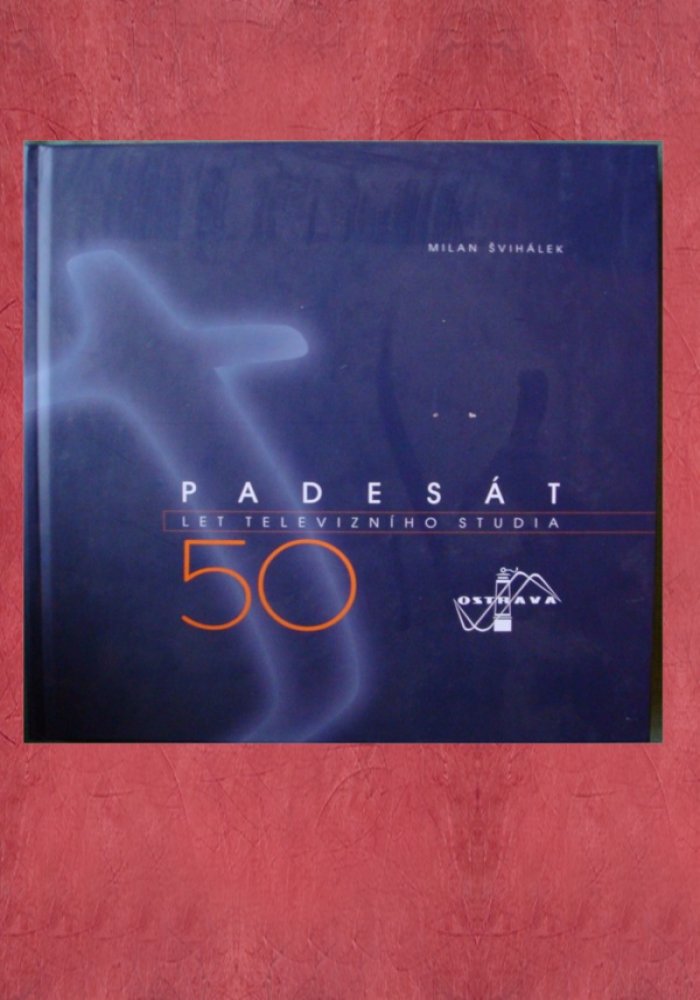 MILAN ŠVIHÁLEK
PADESÁT
LET TELEVIZNÍHO STUDIA
50
OSTRAVA